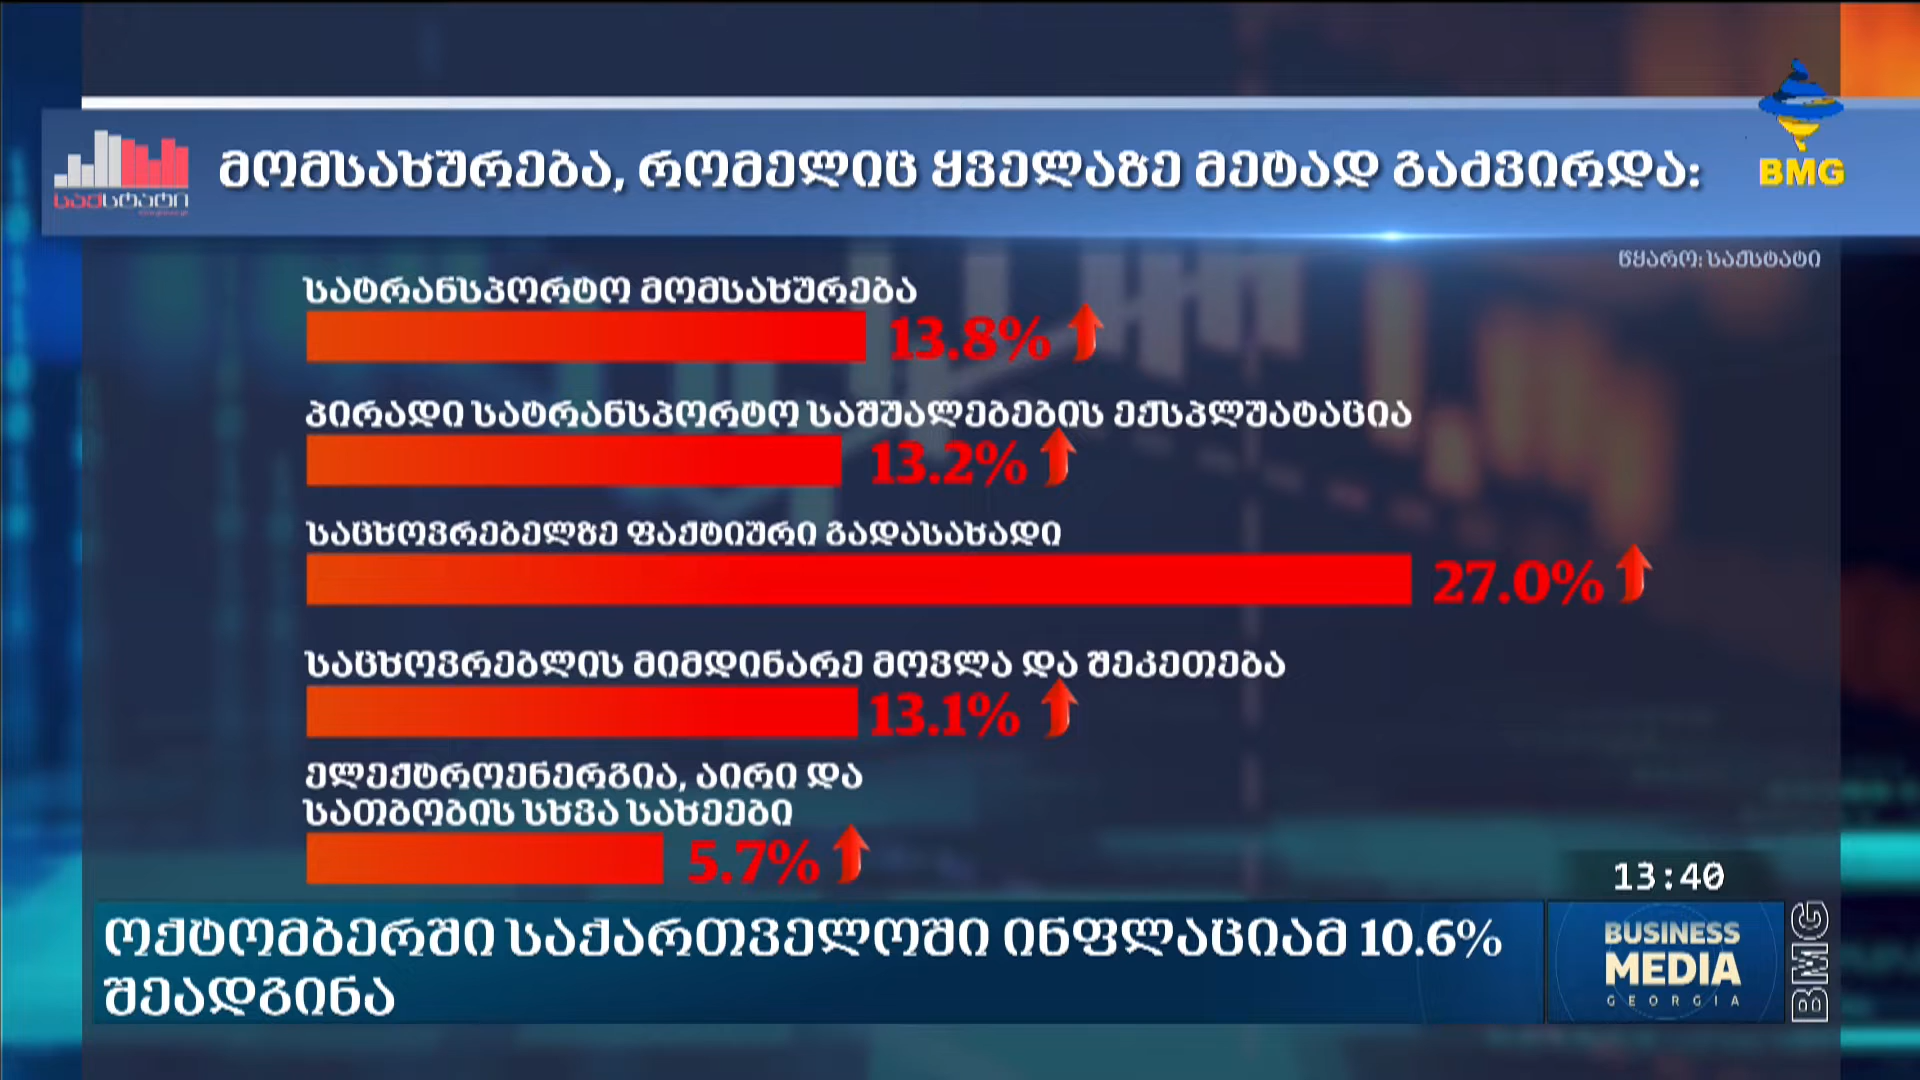 საქსტატი
მომსახურება, რომელიც ყველაზე მეტად გაძვირდა:
BMG
წყარო: საქსტატი
სატრანსპორტო მომსახურება
13.8%
პირადი სატრანსპორტო საშუალებების ექსპლუატაცია
13.2%
საცხოვრებელზე ფაქტიური გადასახადი
27.0%
საცხოვრებლის მიმდინარე მოვლა და შეკეთება
13.1%
ელექტროენერგია, აირი და
სათბობის სხვა სახეები
5.7%
13:40
ოქტომბერში საქართველოში ინფლაციამ 10.6%
შეადგინა
BUSINESS
MEDIA
GEORGIA
BMG